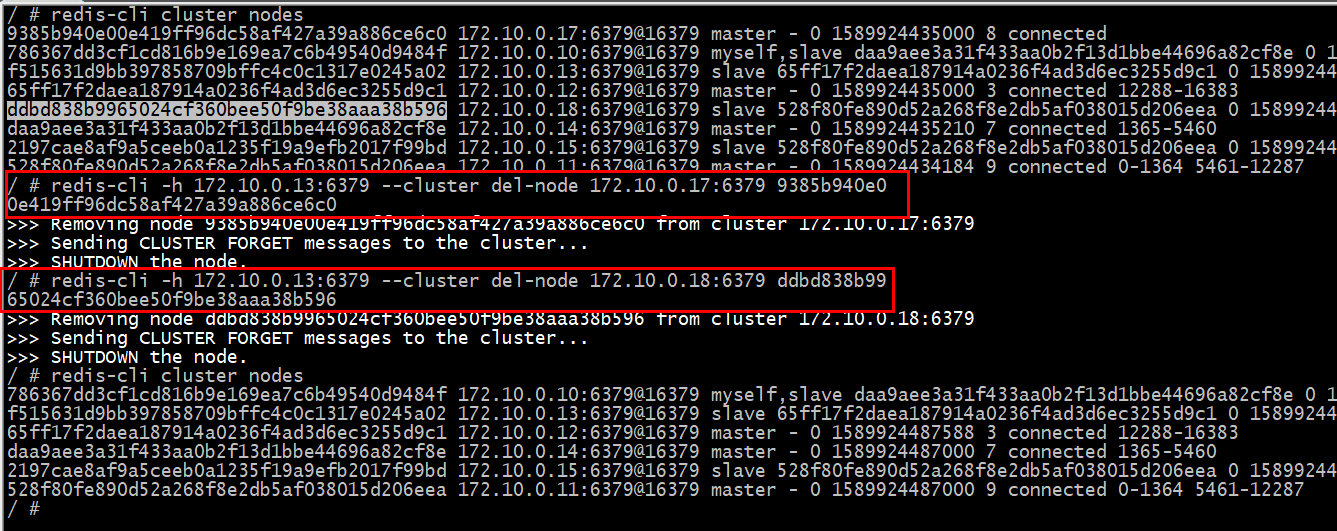 / # redis-cli cluster nodes
9385b940e00e419ff96dc58af427a39a886ce6c0 172.10.0.17:6379@16379 master - 0 1589924435000 8 connected
786367dd3cf1cd816b9e169ea7c6b49540d9484f 172.10.0.10:6379@16379 myself,slave daa9aee3a31f433aa0b2f13d1bbe44696a82cf8e 0 1
f515631d9bb397858709bffc4c0c1317e0245a02 172.10.0.13:6379@16379 slave 65ff17f2daea187914a0236f4ad3d6ec3255d9c1 0 15899244
65ff17f2daea187914a0236f4ad3d6ec3255d9c1 172.10.0.12:6379@16379 master - 0 1589924435000 3 connected 12288-16383
ddbd838b9965024cf360bee50f9be38aaa38b596 172.10.0.18:6379@16379 slave 528f80fe890d52a268f8e2db5af038015d206eea 0 15899244
daa9aee3a31f433aa0b2f13d1bbe44696a82cf8e 172.10.0.14:6379@16379 master - 0 1589924435210 7 connected 1365-5460
2197cae8af9a5ceeb0a1235f19a9efb2017f99bd 172.10.0.15:6379@16379 slave 528f80fe890d52a268f8e2db5af038015d206eea 0 15899244
528f80fe890d52a268f8e2db5af038015d206eea 172.10.0.11:6379@16379 master - 0 1589924434184 9 connected 0-1364 5461-12287
/ # redis-cli -h 172.10.0.13:6379 --cluster del-node 172.10.0.17:6379 9385b940e0
0e419ff96dc58af427a39a886ce6c0
>>> Removing node 9385b940e00e419ff96dc58af427a39a886ce6c0 from cluster 172.10.0.17:6379
>>> Sending CLUSTER FORGET messages to the cluster...
>>> SHUTDOWN the node.
/ # redis-cli -h 172.10.0.13:6379 --cluster del-node 172.10.0.18:6379 ddbd838b99
65024cf360bee50f9be38aaa38b596
>>> Removing node ddbd838b9965024cf360bee50f9be38aaa38b596 from cluster 172.10.0.18:6379
>>> Sending CLUSTER FORGET messages to the cluster...
>>> SHUTDOWN the node.
/ # redis-cli cluster nodes
786367dd3cf1cd816b9e169ea7c6b49540d9484f 172.10.0.10:6379@16379 myself,slave daa9aee3a31f433aa0b2f13d1bbe44696a82cf8e 0 1
f515631d9bb397858709bffc4c0c1317e0245a02 172.10.0.13:6379@16379 slave 65ff17f2daea187914a0236f4ad3d6ec3255d9c1 0 15899244
65ff17f2daea187914a0236f4ad3d6ec3255d9c1 172.10.0.12:6379@16379 master - 0 1589924487588 3 connected 12288-16383
daa9aee3a31f433aa0b2f13d1bbe44696a82cf8e 172.10.0.14:6379@16379 master - 0 1589924487000 7 connected 1365-5460
2197cae8af9a5ceeb0a1235f19a9efb2017f99bd 172.10.0.15:6379@16379 slave 528f80fe890d52a268f8e2db5af038015d206eea 0 15899244
528f80fe890d52a268f8e2db5af038015d206eea 172.10.0.11:6379@16379 master - 0 1589924487000 9 connected 0-1364 5461-12287
/ #